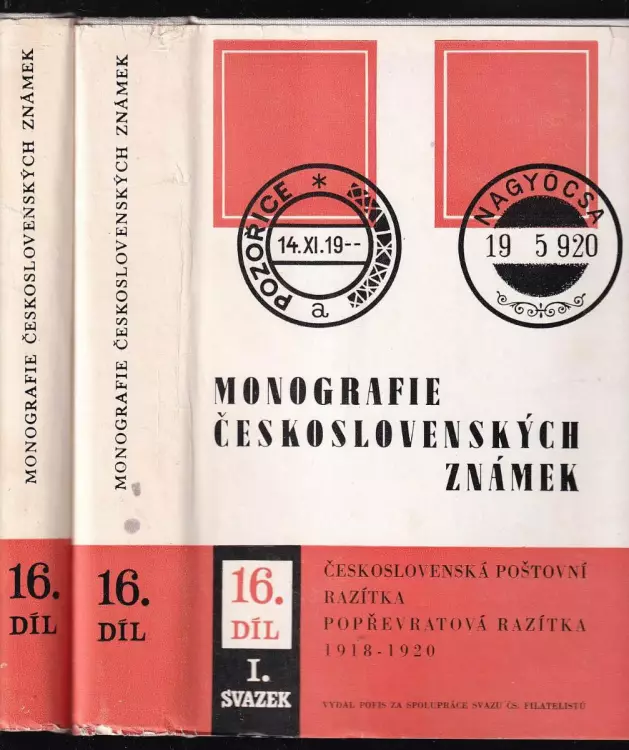 MONOGRAFIE ČESKOSLOVENSKÝCH ZNÁMEK
16.
DÍL
MONOGRAFIE ČESKOSLOVENSKÝCH ZNÁMEK
16.
DÍL
POZOŘICE *
14.XI.19--
a
NAGYÓCSA
19 5 920
MONOGRAFIE
ČESKOSLOVENSKÝCH
ZNÁMEK
16.
DÍL
I.
SVAZEK
ČESKOSLOVENSKÁ POŠTOVNÍ
RAZÍTKA
POPŘEVRATOVÁ RAZÍTKA
1918-1920
VYDAL POFIS ZA SPOLUPRÁCE SVAZU ČS. FILATELISTŮ